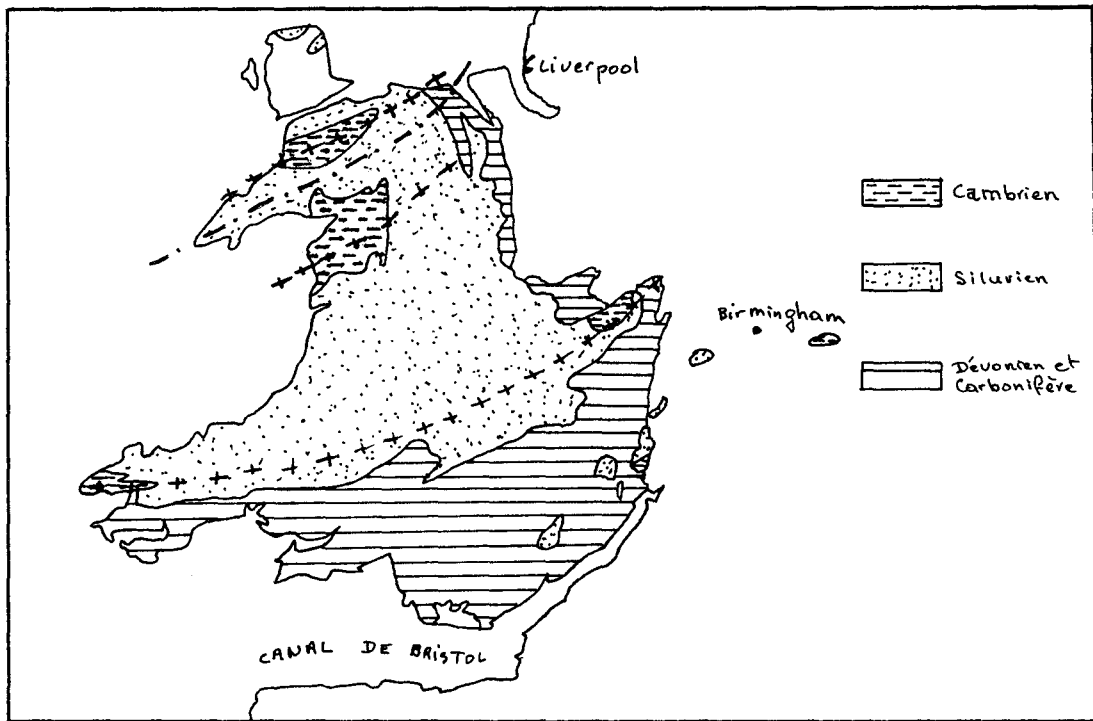 Liverpool
Cambrien
Silurien
Birmingham
Dévonien et
Carbonifère
CANAL DE BRISTOL